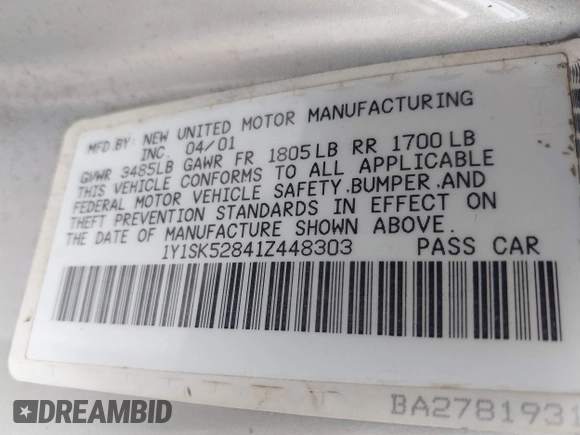 MFD.BY: NEW UNITED MOTOR MANUFACTURING
INC. 04/01
GVWR 3485LB GAWR FR 1805LB RR 1700LB
THIS VEHICLE CONFORMS TO ALL APPLICABLE
FEDERAL MOTOR VEHICLE SAFETY.BUMPER.AND
THEFT PREVENTION STANDARDS IN EFFECT ON
THE DATE OF MANUFACTURE SHOWN ABOVE.
1Y1SK52841Z448303 PASS CAR
BA2781931
DREAMBID